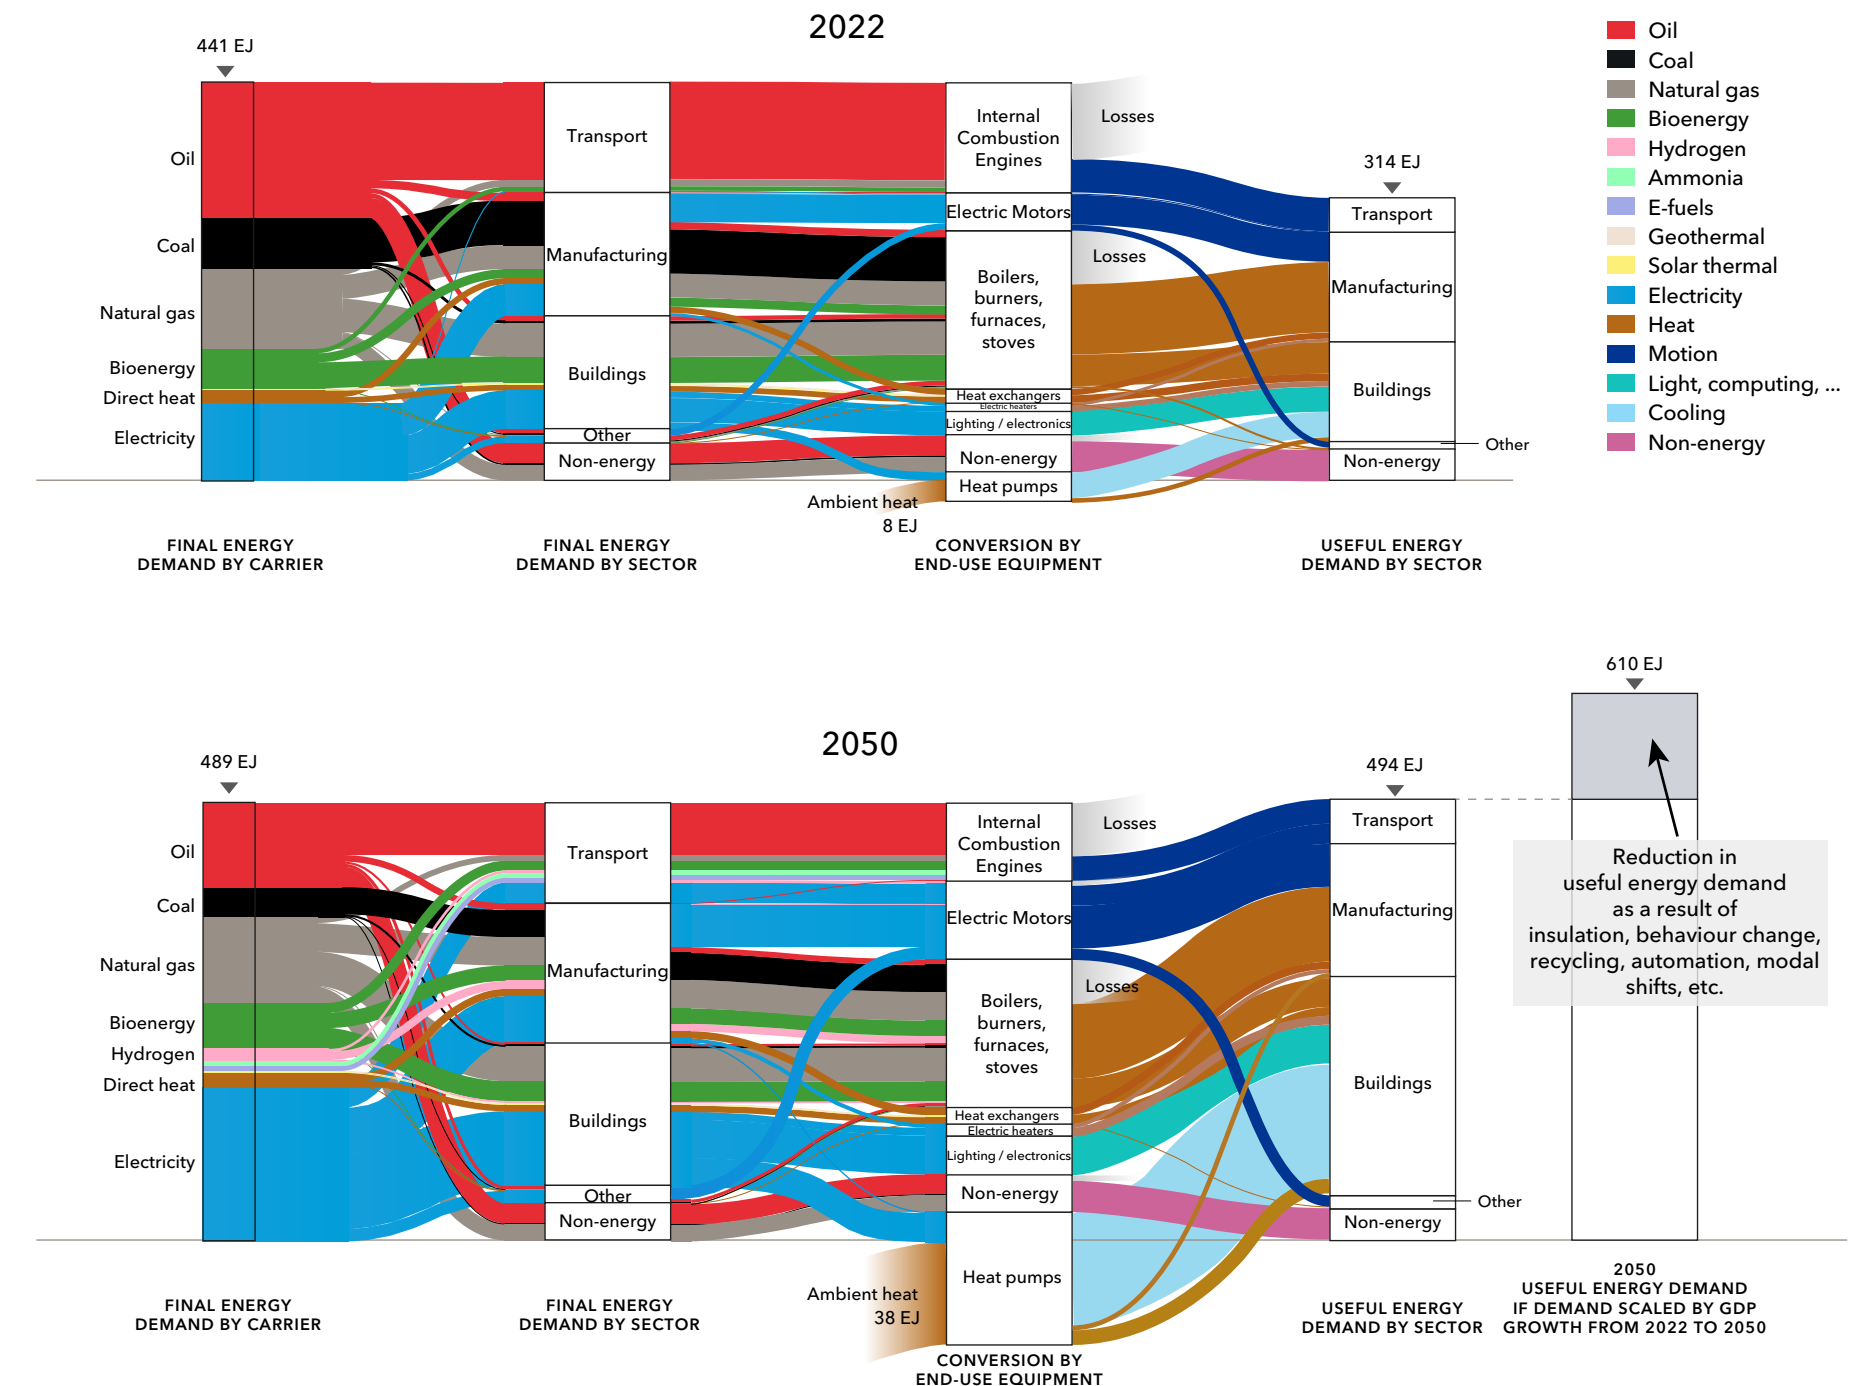 2022
441 EJ
Oil
Coal
Natural gas
Bioenergy
Direct heat
Electricity
Transport
Manufacturing
Buildings
Other
Non-energy
Internal
Combustion
Engines
Electric Motors
Boilers,
burners,
furnaces,
stoves
Heat exchangers
Electric heaters
Lighting / electronics
Non-energy
Heat pumps
Ambient heat
8 EJ
Losses
Losses
314 EJ
Transport
Manufacturing
Buildings
Other
Non-energy
FINAL ENERGY
DEMAND BY CARRIER
FINAL ENERGY
DEMAND BY SECTOR
CONVERSION BY
END-USE EQUIPMENT
USEFUL ENERGY
DEMAND BY SECTOR
Oil
Coal
Natural gas
Bioenergy
Hydrogen
Ammonia
E-fuels
Geothermal
Solar thermal
Electricity
Heat
Motion
Light, computing, ...
Cooling
Non-energy
2050
489 EJ
Oil
Coal
Natural gas
Bioenergy
Hydrogen
Direct heat
Electricity
Transport
Manufacturing
Buildings
Other
Non-energy
Internal
Combustion
Engines
Electric Motors
Boilers,
burners,
furnaces,
stoves
Heat exchangers
Electric heaters
Lighting / electronics
Non-energy
Heat pumps
Ambient heat
38 EJ
Losses
Losses
494 EJ
Transport
Manufacturing
Buildings
Other
Non-energy
610 EJ
Reduction in
useful energy demand
as a result of
insulation, behaviour change,
recycling, automation, modal
shifts, etc.
FINAL ENERGY
DEMAND BY CARRIER
FINAL ENERGY
DEMAND BY SECTOR
CONVERSION BY
END-USE EQUIPMENT
USEFUL ENERGY
DEMAND BY SECTOR
2050
USEFUL ENERGY DEMAND
IF DEMAND SCALED BY GDP
GROWTH FROM 2022 TO 2050